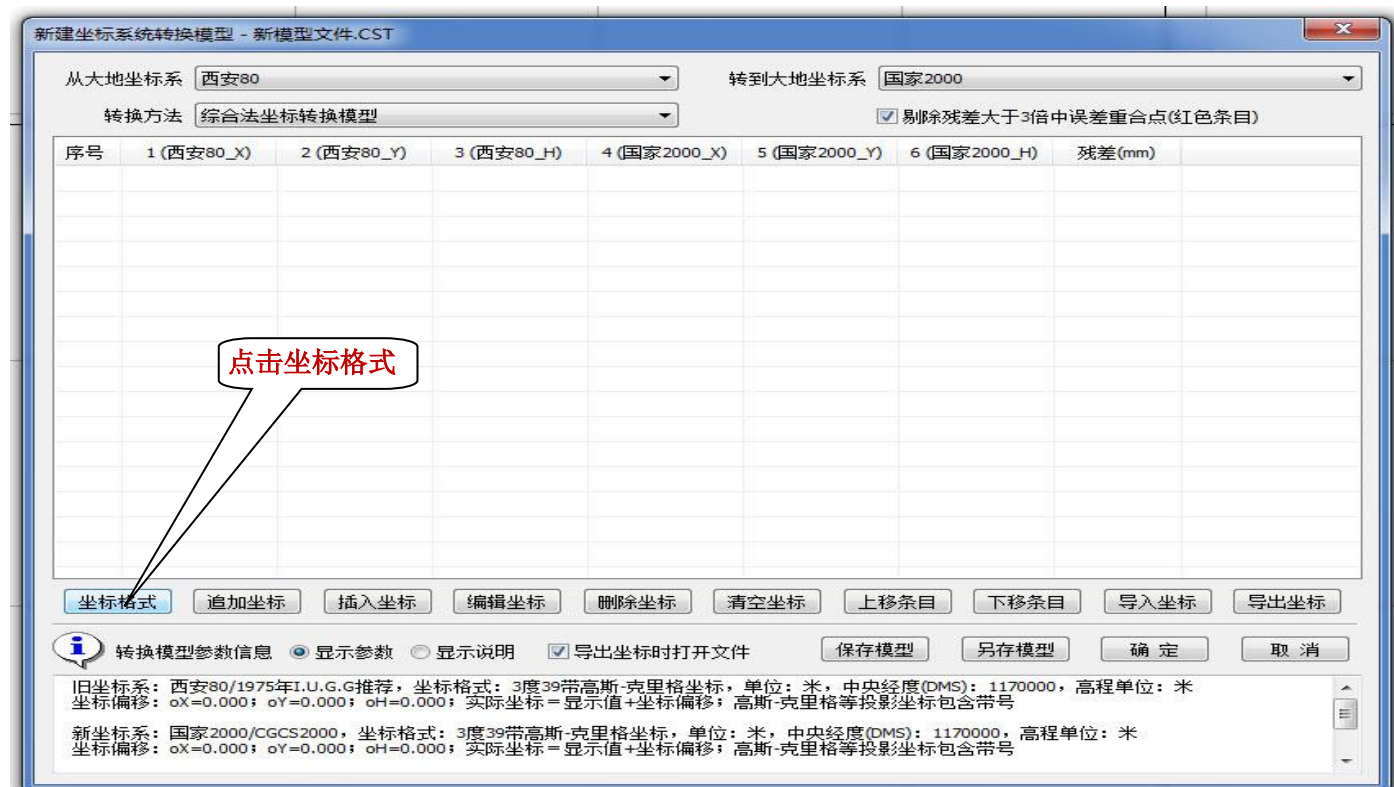 新建坐标系统转换模型 - 新模型文件.CST
从大地坐标系 西安80 转到大地坐标系 国家2000
转换方法 综合法坐标转换模型 剔除残差大于3倍中误差重合点(红色条目)
序号 1 (西安80_X) 2 (西安80_Y) 3 (西安80_H) 4 (国家2000_X) 5 (国家2000_Y) 6 (国家2000_H) 残差(mm)
点击坐标格式
坐标格式 追加坐标 插入坐标 编辑坐标 删除坐标 清空坐标 上移条目 下移条目 导入坐标 导出坐标
转换模型参数信息 显示参数 显示说明 导出坐标时打开文件 保存模型 另存模型 确 定 取 消
旧坐标系：西安80/1975年I.U.G.G推荐，坐标格式：3度39带高斯-克里格坐标，单位：米，中央经度(DMS)：1170000，高程单位：米
坐标偏移：oX=0.000；oY=0.000；oH=0.000；实际坐标＝显示值+坐标偏移；高斯-克里格等投影坐标包含带号
新坐标系：国家2000/CGCS2000，坐标格式：3度39带高斯-克里格坐标，单位：米，中央经度(DMS)：1170000，高程单位：米
坐标偏移：oX=0.000；oY=0.000；oH=0.000；实际坐标＝显示值+坐标偏移；高斯-克里格等投影坐标包含带号